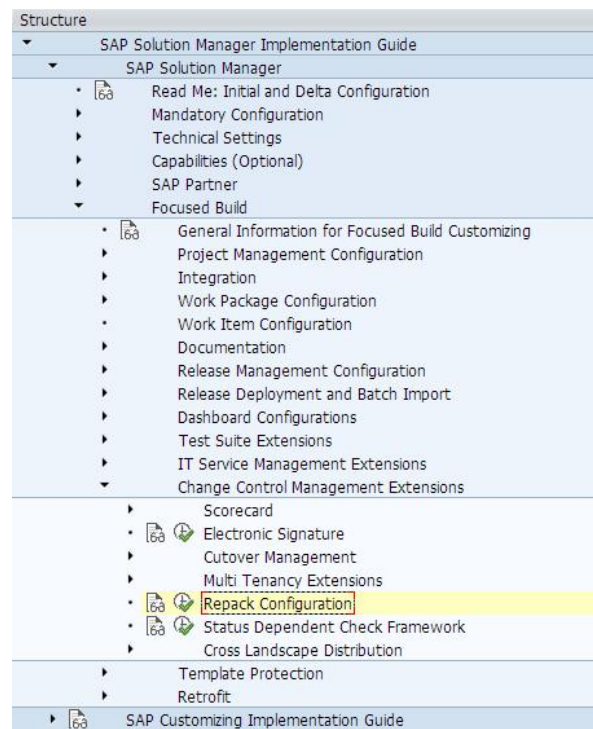 Structure
SAP Solution Manager Implementation Guide
SAP Solution Manager
Read Me: Initial and Delta Configuration
Mandatory Configuration
Technical Settings
Capabilities (Optional)
SAP Partner
Focused Build
General Information for Focused Build Customizing
Project Management Configuration
Integration
Work Package Configuration
Work Item Configuration
Documentation
Release Management Configuration
Release Deployment and Batch Import
Dashboard Configurations
Test Suite Extensions
IT Service Management Extensions
Change Control Management Extensions
Scorecard
Electronic Signature
Cutover Management
Multi Tenancy Extensions
Repack Configuration
Status Dependent Check Framework
Cross Landscape Distribution
Template Protection
Retrofit
SAP Customizing Implementation Guide